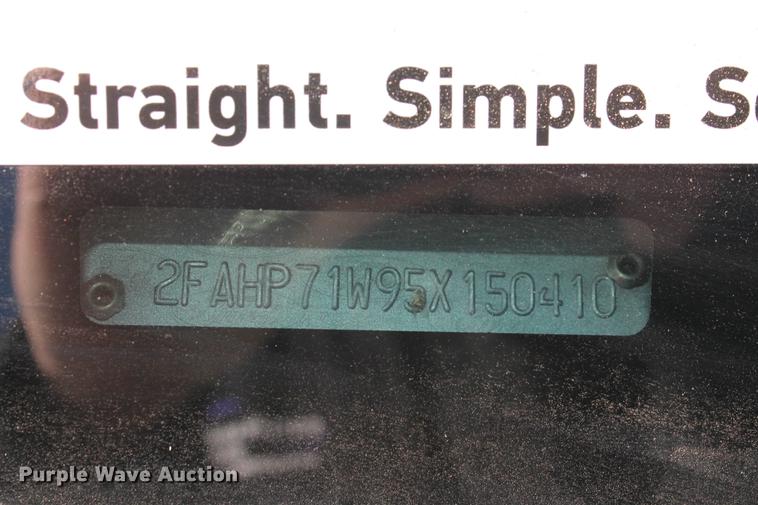 Straight. Simple. S
2FAHP71W95X150410
Purple Wave Auction